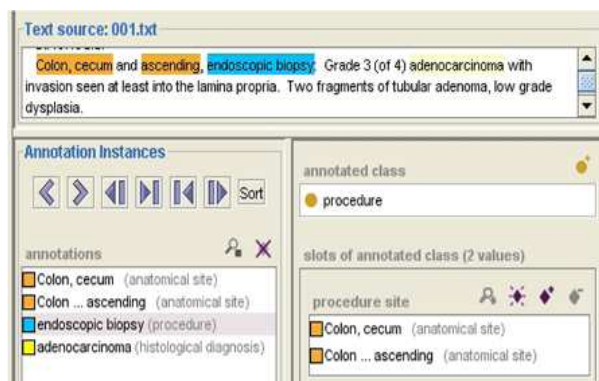 Text source: 001.txt
Colon, cecum and ascending, endoscopic biopsy: Grade 3 (of 4) adenocarcinoma with
invasion seen at least into the lamina propria. Two fragments of tubular adenoma, low grade
dysplasia.
Annotation Instances
Sort
annotations
Colon, cecum (anatomical site)
Colon ... ascending (anatomical site)
endoscopic biopsy (procedure)
adenocarcinoma (histological diagnosis)
annotated class
procedure
slots of annotated class (2 values)
procedure site
Colon, cecum (anatomical site)
Colon ... ascending (anatomical site)